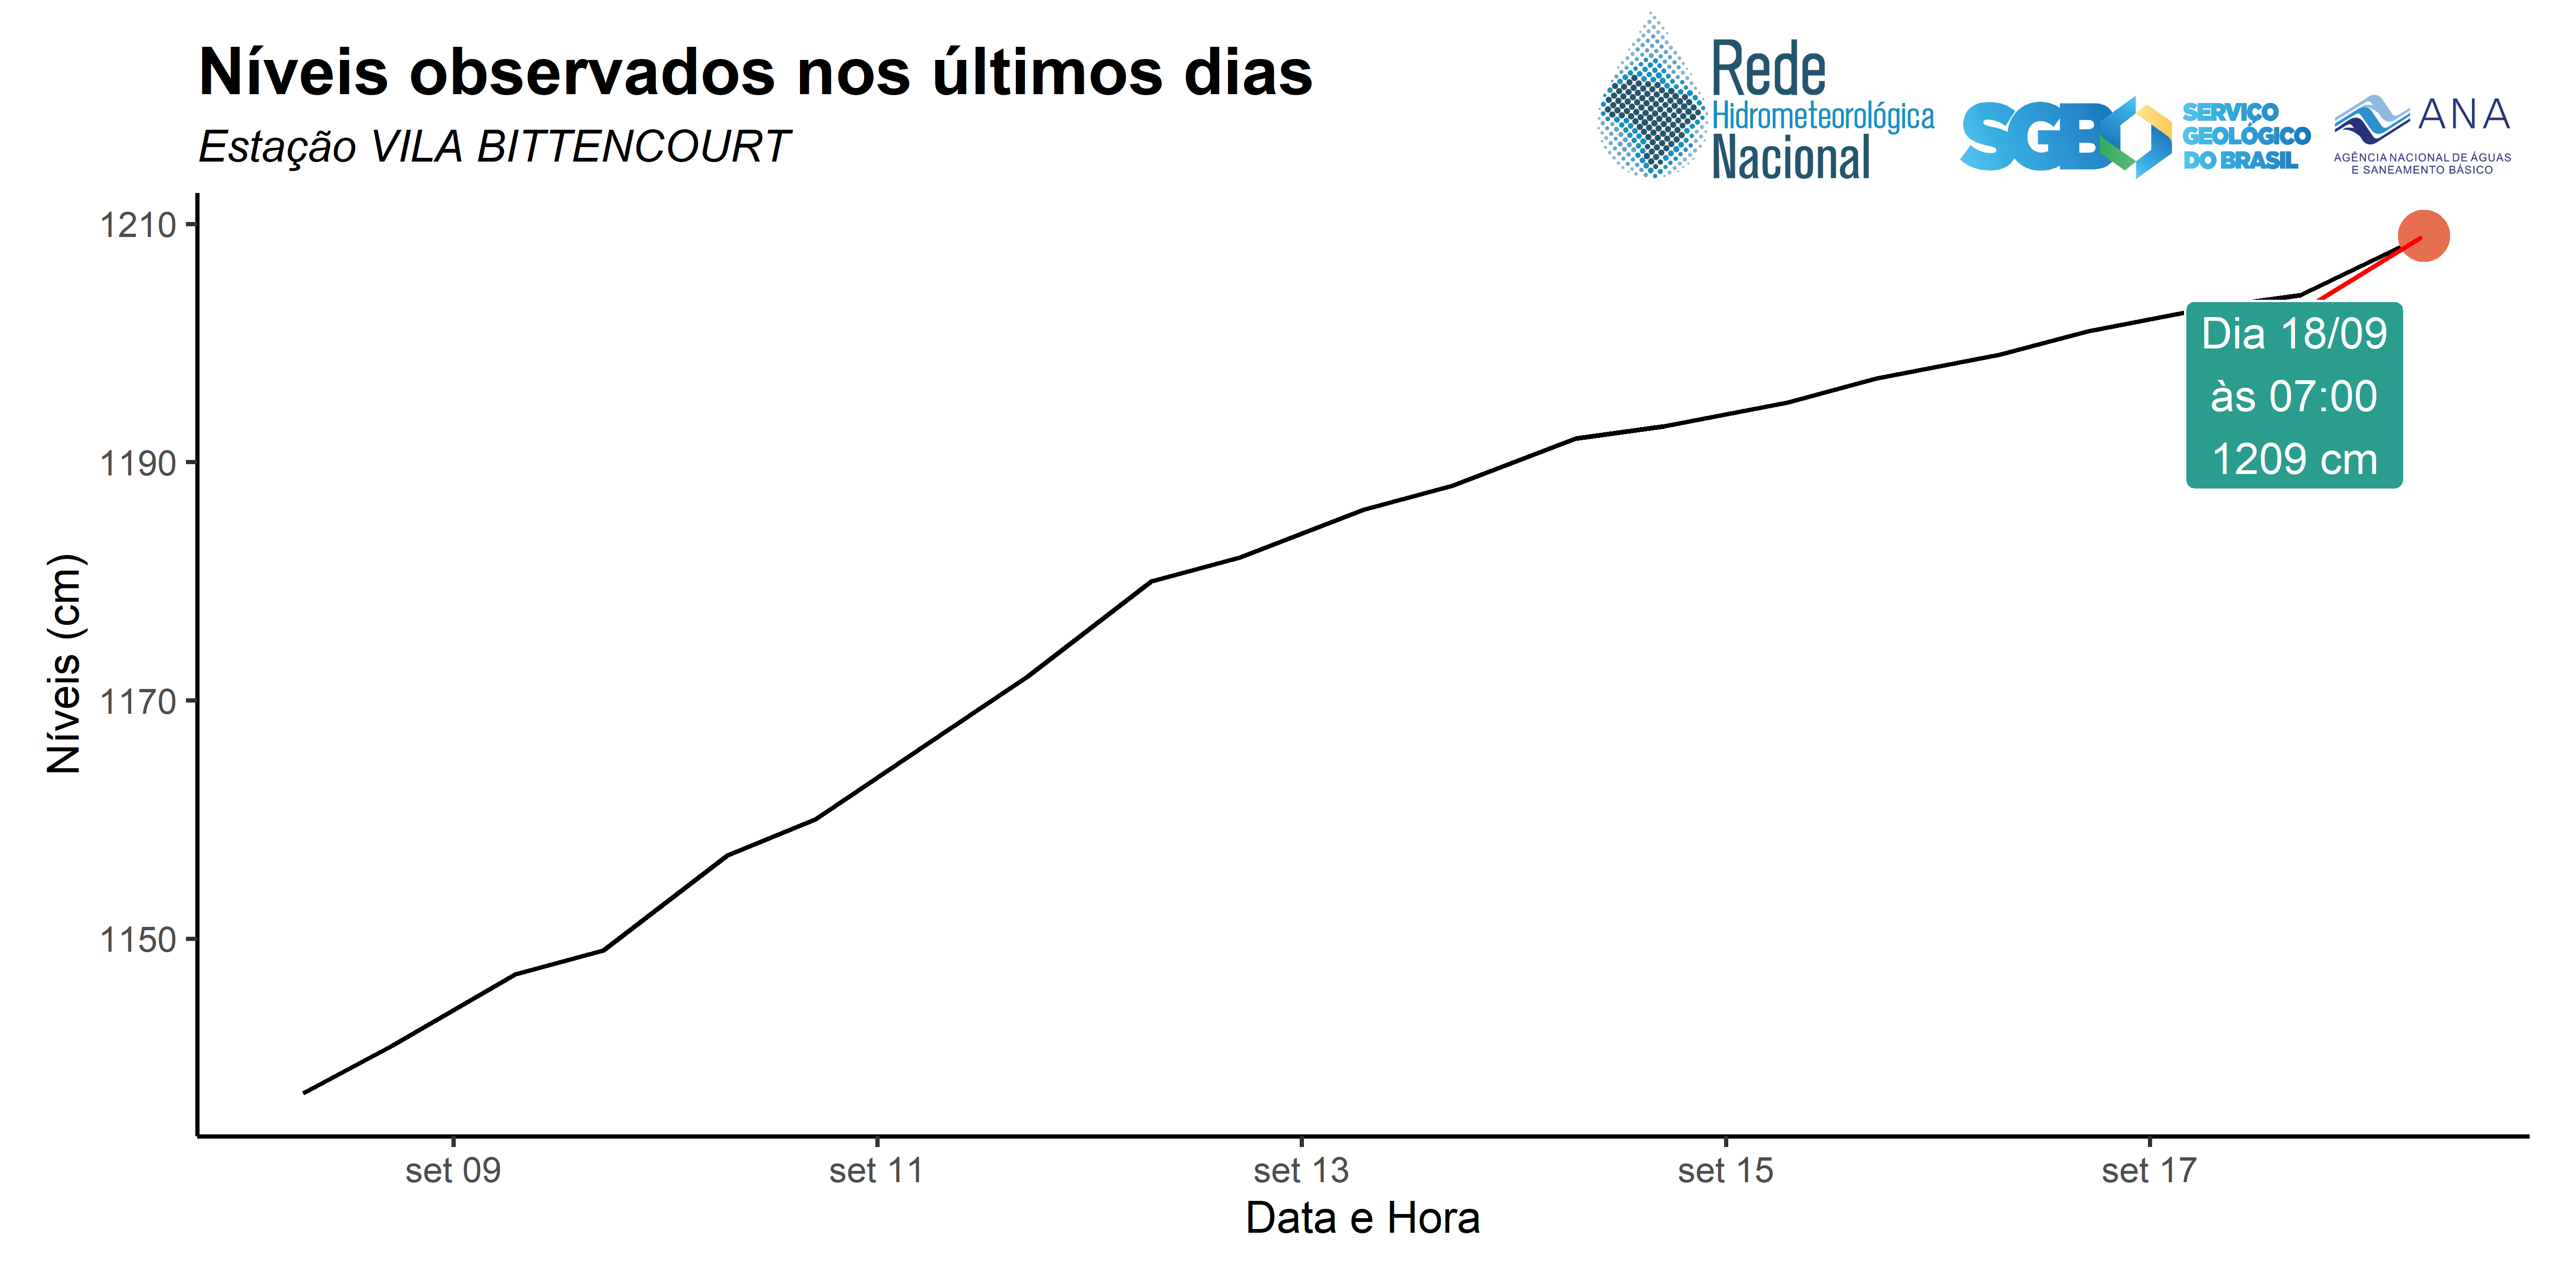 Níveis observados nos últimos dias
Estação VILA BITTENCOURT
Rede
Hidrometeorológica
Nacional
SGB
SERVIÇO
GEOLÓGICO
DO BRASIL
ANA
AGÊNCIA NACIONAL DE ÁGUAS
E SANEAMENTO BÁSICO
1210
1190
1170
1150
Níveis (cm)
Dia 18/09
às 07:00
1209 cm
set 09
set 11
set 13
set 15
set 17
Data e Hora